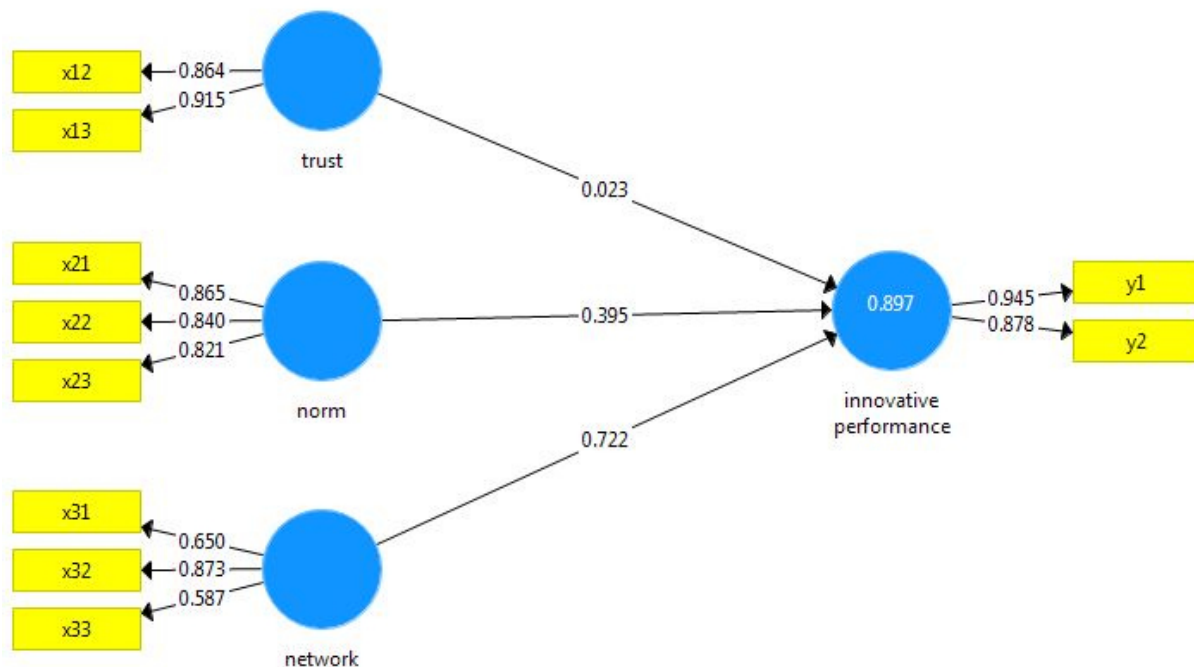 x12
0.864
0.915
x13
trust
0.023
x21
0.865
x22
0.840
0.821
x23
norm
0.395
0.897
innovative
performance
0.945
y1
0.878
y2
0.722
x31
0.650
x32
0.873
0.587
x33
network